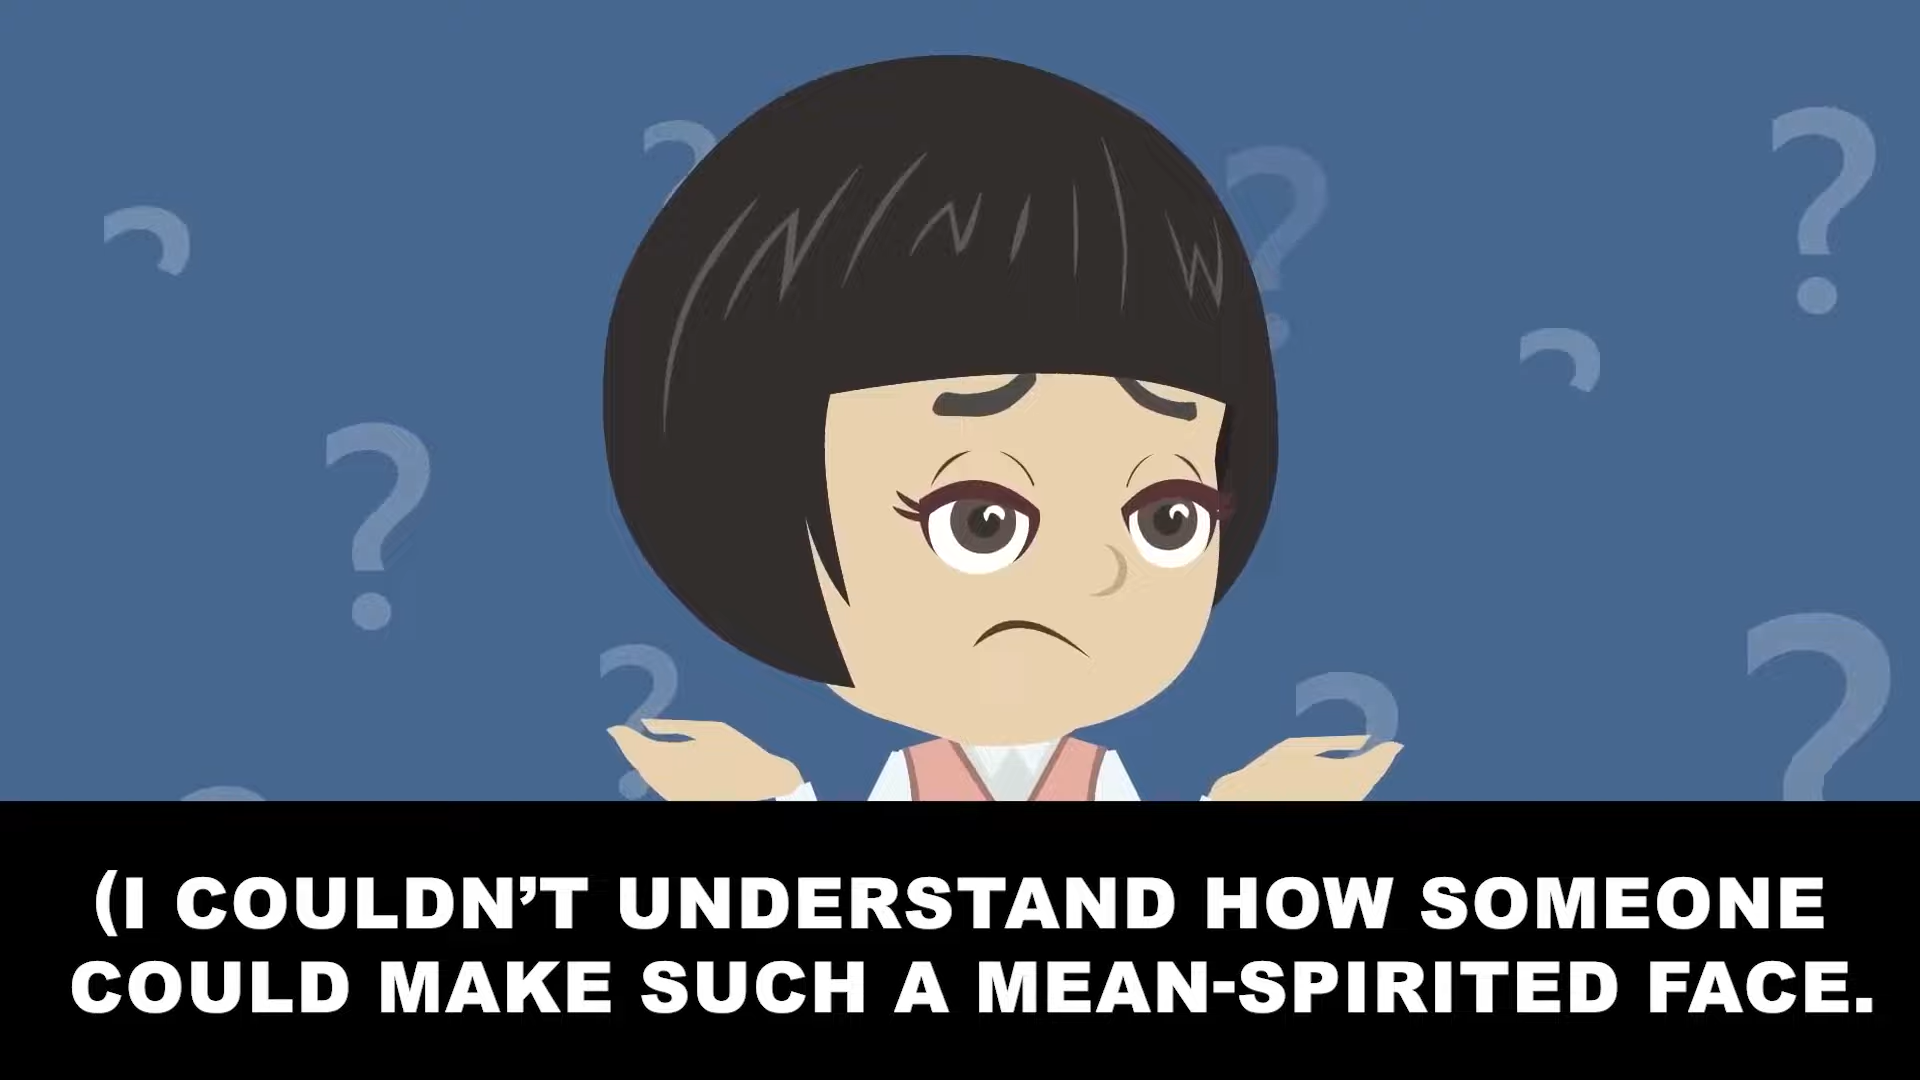 (I COULDN’T UNDERSTAND HOW SOMEONE
COULD MAKE SUCH A MEAN-SPIRITED FACE.